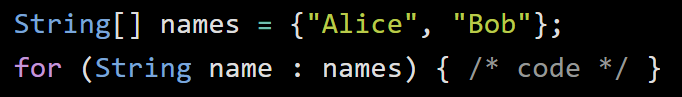 String[] names = {"Alice", "Bob"};
for (String name : names) { /* code */ }